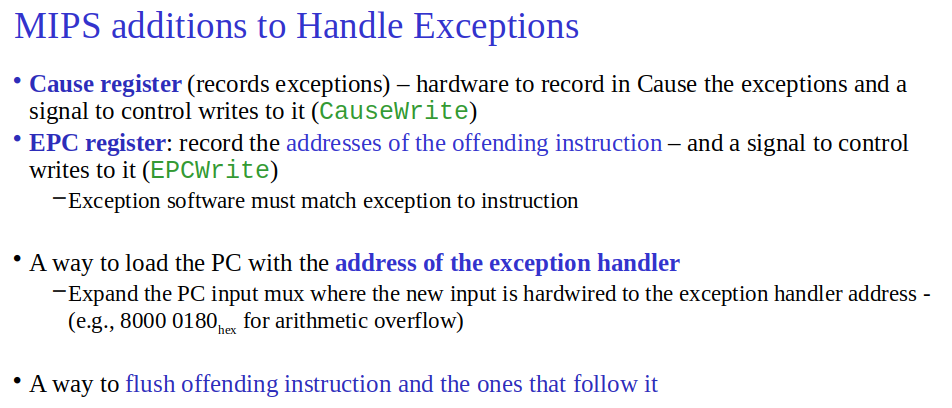 MIPS additions to Handle Exceptions
• Cause register (records exceptions) – hardware to record in Cause the exceptions and a
signal to control writes to it (CauseWrite)
• EPC register: record the addresses of the offending instruction – and a signal to control
writes to it (EPCWrite)
–Exception software must match exception to instruction
• A way to load the PC with the address of the exception handler
–Expand the PC input mux where the new input is hardwired to the exception handler address -
(e.g., 8000 0180hex for arithmetic overflow)
• A way to flush offending instruction and the ones that follow it